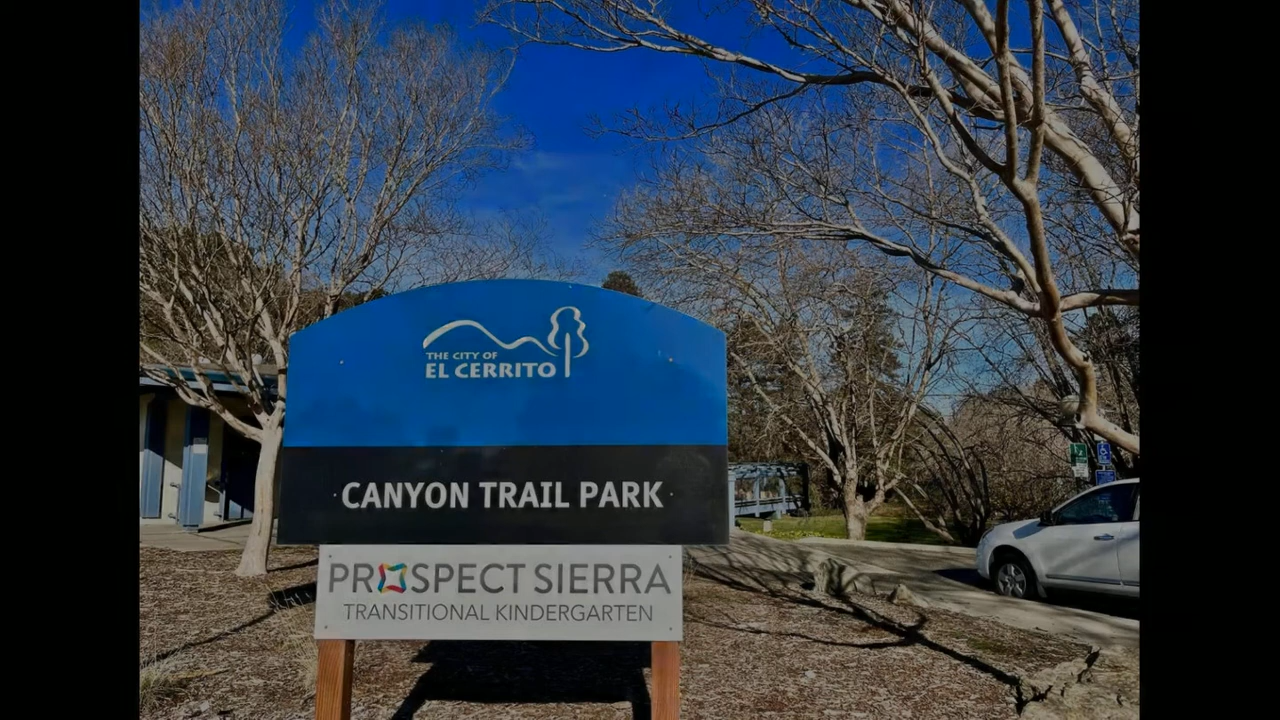 THE CITY OF
EL CERRITO
CANYON TRAIL PARK
PROSPECT SIERRA
TRANSITIONAL KINDERGARTEN